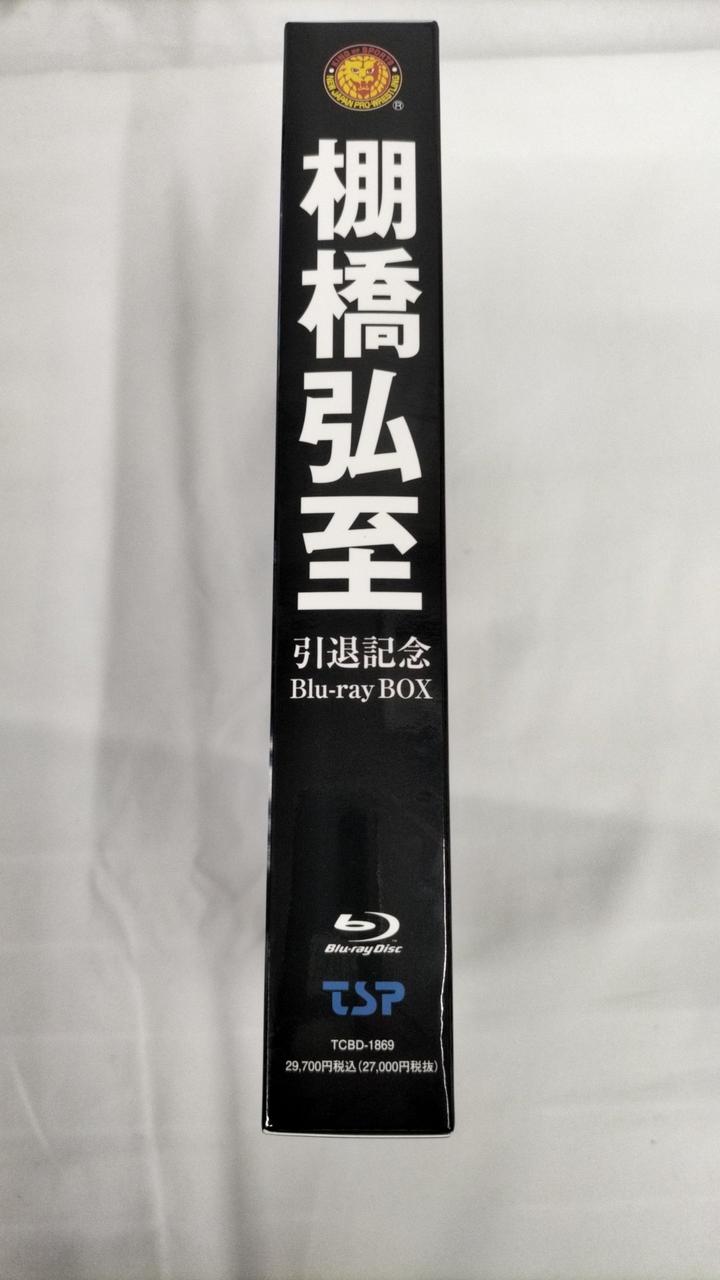 KING OF SPORTS
NEW JAPAN PRO-WRESTLING
®
棚橋弘至
引退記念
Blu-ray BOX
Blu-ray Disc
TSP
TCBD-1869
29,700円税込(27,000円税抜)